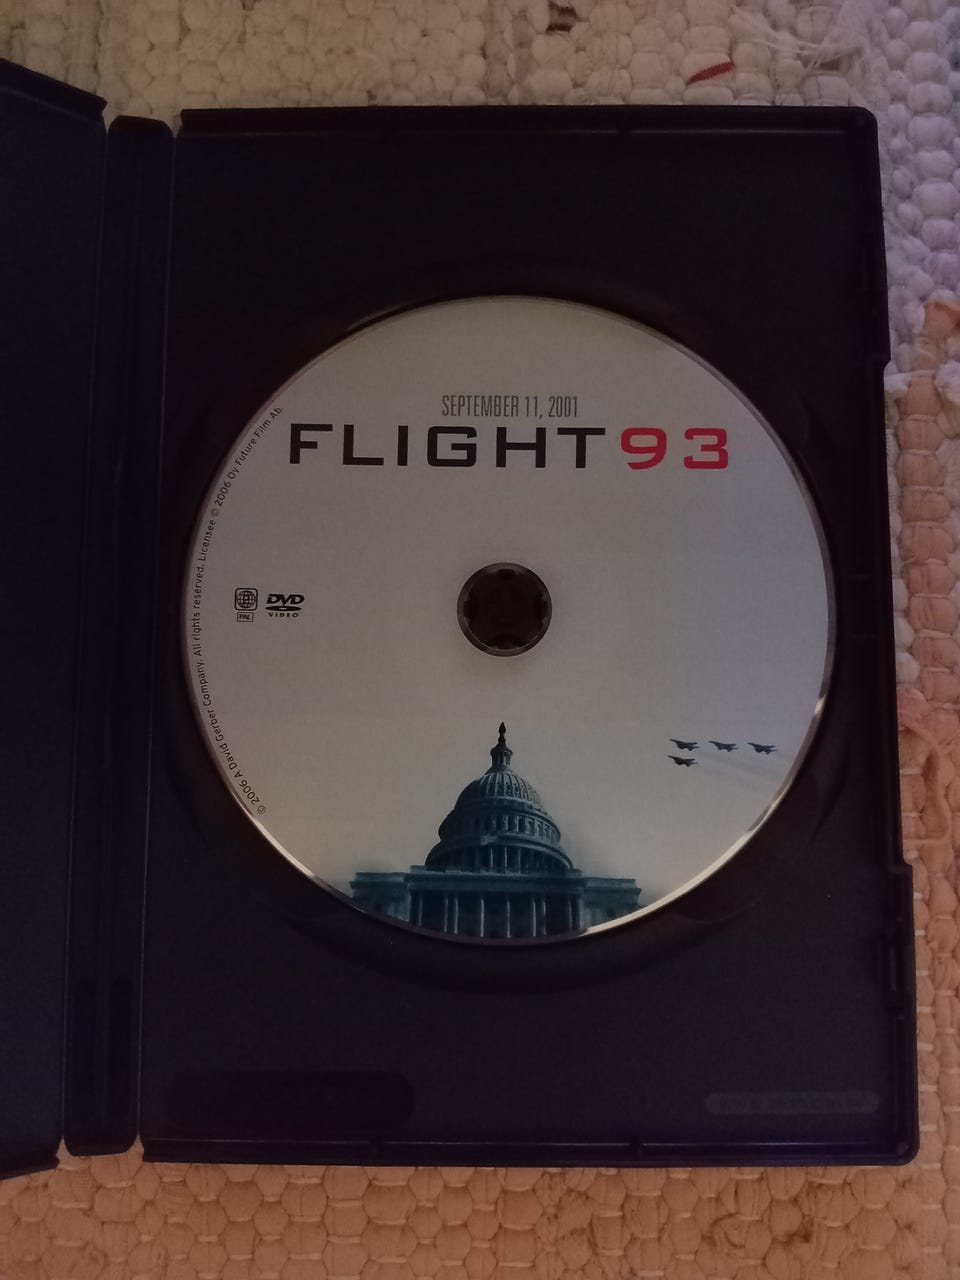 SEPTEMBER 11, 2001
FLIGHT 93
PAL
DVD
VIDEO
© 2006 A David Gerber Company. All rights reserved. Licensee © 2006 Oy Future Film Ab.